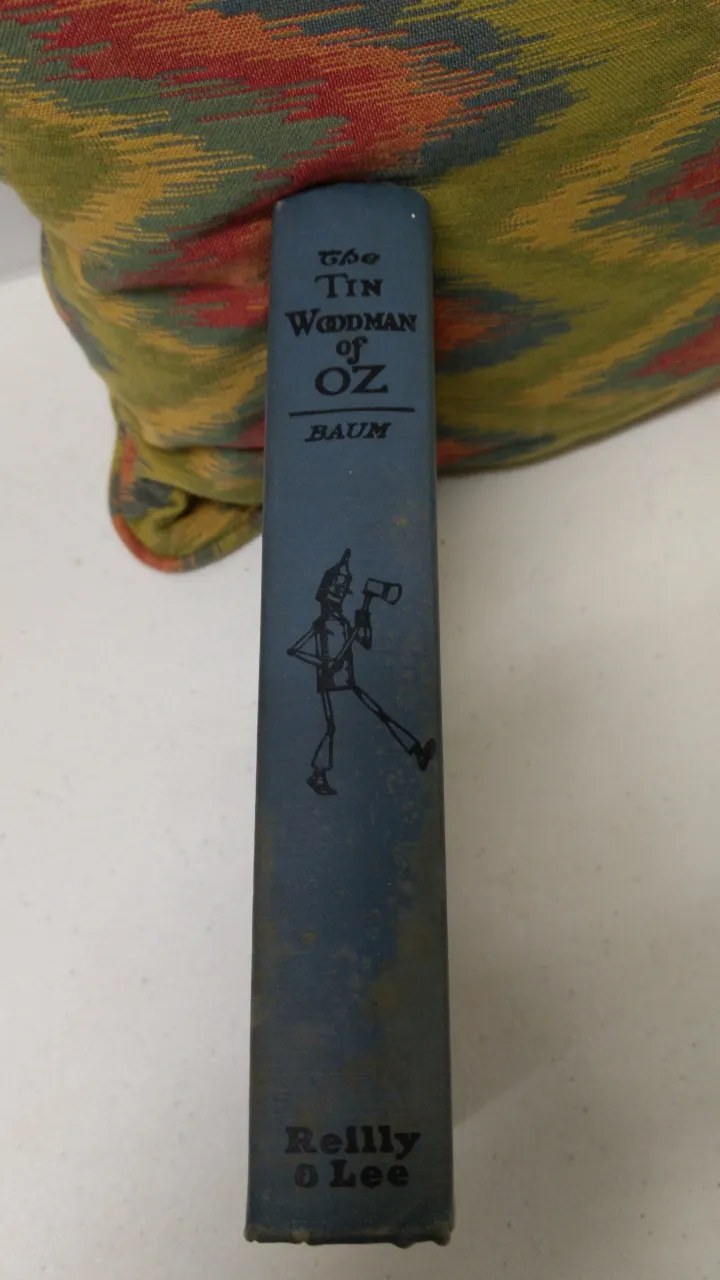 The
TIN
WOODMAN
of
OZ
BAUM
Reilly
& Lee